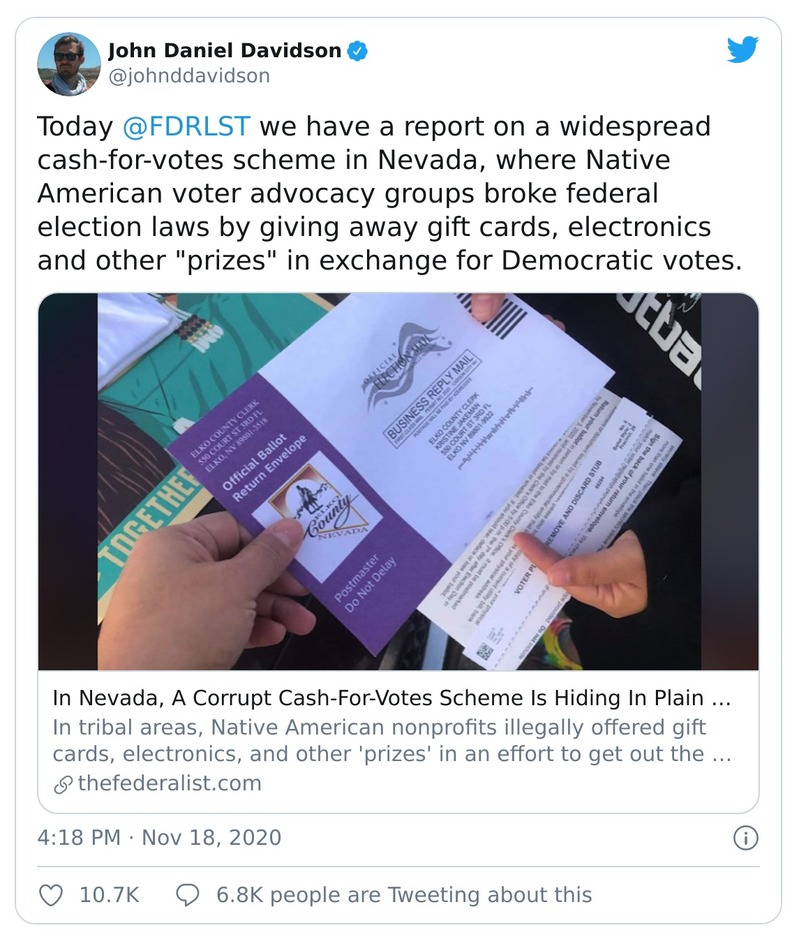 John Daniel Davidson
@johnddavidson
Today @FDRLST we have a report on a widespread
cash-for-votes scheme in Nevada, where Native
American voter advocacy groups broke federal
election laws by giving away gift cards, electronics
and other "prizes" in exchange for Democratic votes.
TOGETHER
ELKO COUNTY CLERK
550 COURT ST. 3RD FL
ELKO, NV 89801-3518
Official Ballot
Return Envelope
ELKO
County
NEVADA
Postmaster
Do Not Delay
OFFICIAL
ELECTION MAIL
BUSINESS REPLY MAIL
ELKO COUNTY CLERK
KRISTINE JAKEMAN
550 COURT ST 3RD FL
ELKO NV 89801-9922
REMOVE AND DISCARD STUB
In Nevada, A Corrupt Cash-For-Votes Scheme Is Hiding In Plain ...
In tribal areas, Native American nonprofits illegally offered gift
cards, electronics, and other 'prizes' in an effort to get out the ...
thefederalist.com
4:18 PM · Nov 18, 2020
10.7K
6.8K people are Tweeting about this